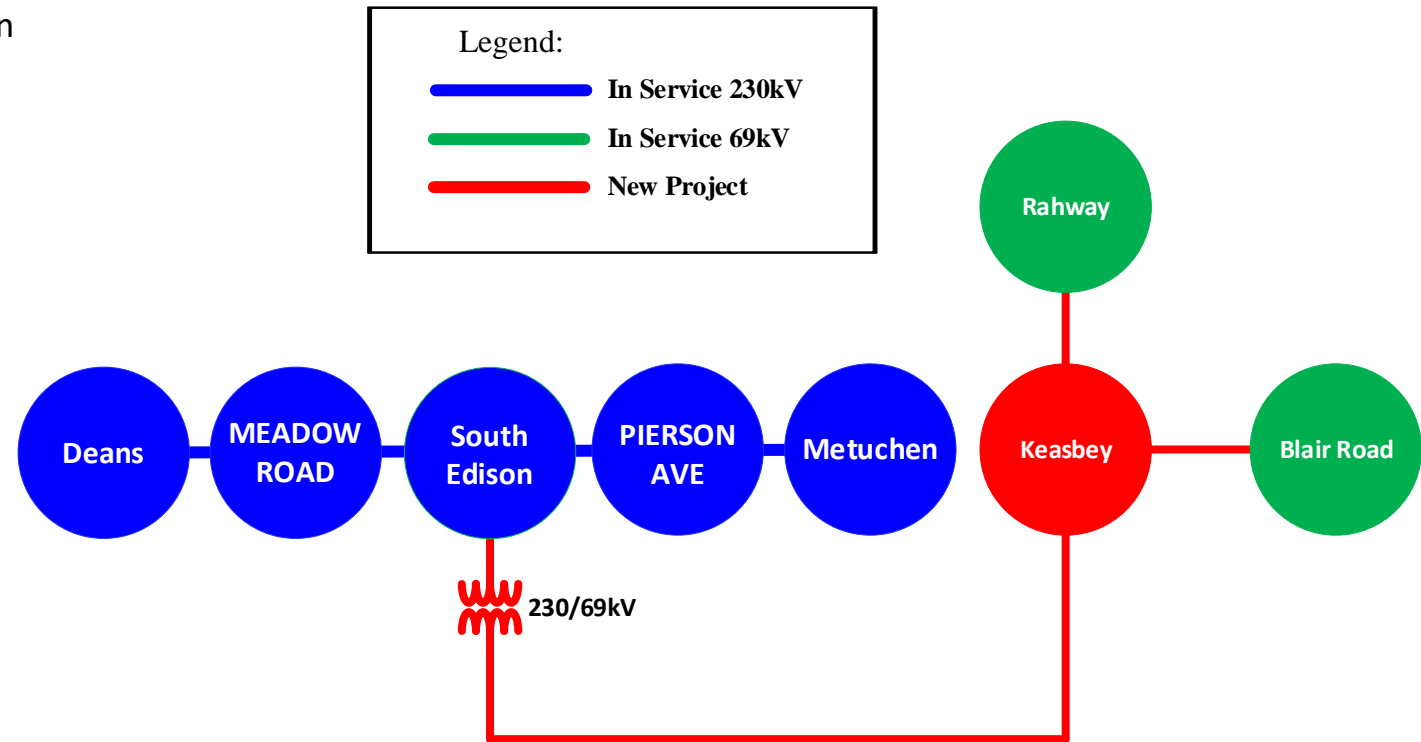 n
Legend:
In Service 230kV
In Service 69kV
New Project
Rahway
Deans
MEADOW
ROAD
South
Edison
PIERSON
AVE
Metuchen
Keasbey
Blair Road
230/69kV